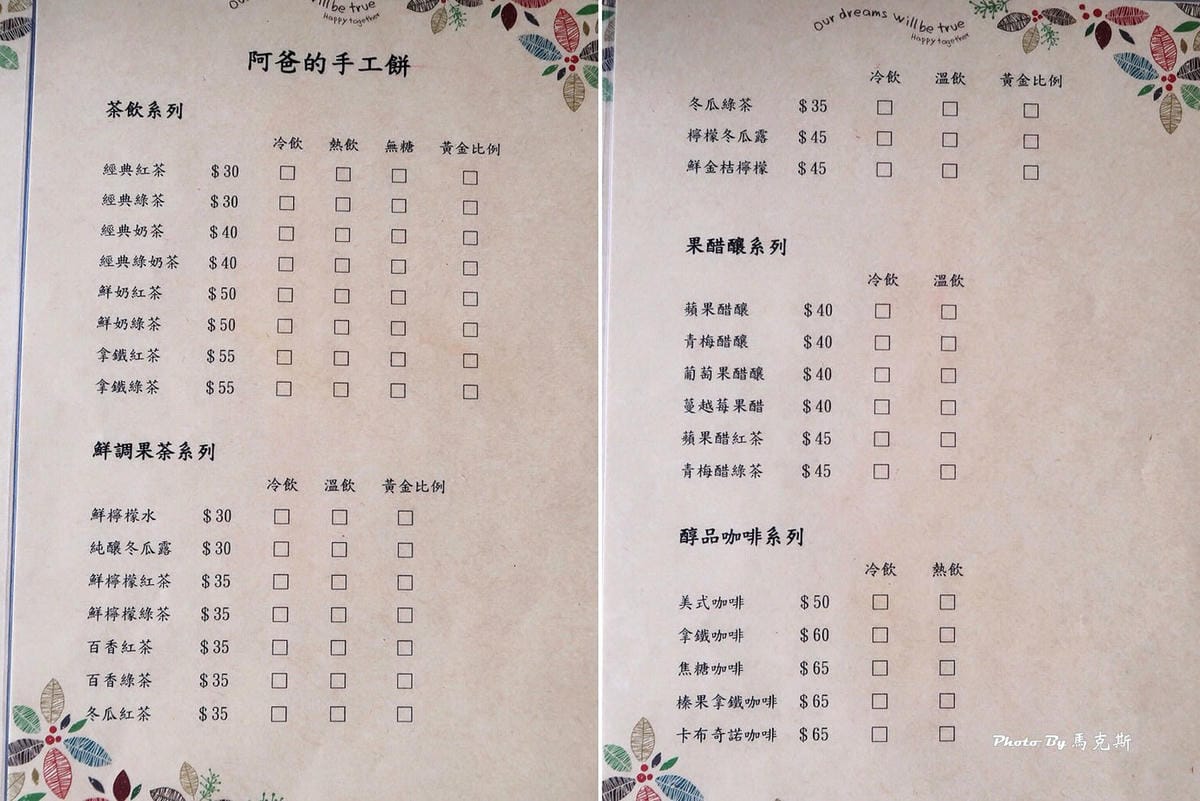 Our dreams will be true
Happy together
阿爸的手工餅
茶飲系列
冷飲 熱飲 無糖 黃金比例
經典紅茶 $30 □ □ □ □
經典綠茶 $30 □ □ □ □
經典奶茶 $40 □ □ □ □
經典綠奶茶 $40 □ □ □ □
鮮奶紅茶 $50 □ □ □ □
鮮奶綠茶 $50 □ □ □ □
拿鐵紅茶 $55 □ □ □ □
拿鐵綠茶 $55 □ □ □ □
鮮調果茶系列
冷飲 溫飲 黃金比例
鮮檸檬水 $30 □ □ □
純釀冬瓜露 $30 □ □ □
鮮檸檬紅茶 $35 □ □ □
鮮檸檬綠茶 $35 □ □ □
百香紅茶 $35 □ □ □
百香綠茶 $35 □ □ □
冬瓜紅茶 $35 □ □ □
Our dreams will be true
Happy together
冷飲 溫飲 黃金比例
冬瓜綠茶 $35 □ □ □
檸檬冬瓜露 $45 □ □ □
鮮金桔檸檬 $45 □ □ □
果醋釀系列
冷飲 溫飲
蘋果醋釀 $40 □ □
青梅醋釀 $40 □ □
葡萄果醋釀 $40 □ □
蔓越莓果醋 $40 □ □
蘋果醋紅茶 $45 □ □
青梅醋綠茶 $45 □ □
醇品咖啡系列
冷飲 熱飲
美式咖啡 $50 □ □
拿鐵咖啡 $60 □ □
焦糖咖啡 $65 □ □
榛果拿鐵咖啡 $65 □ □
卡布奇諾咖啡 $65 □ □
Photo By 馬克斯